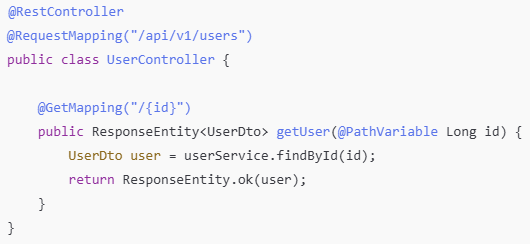 @RestController
@RequestMapping("/api/v1/users")
public class UserController {

    @GetMapping("/{id}")
    public ResponseEntity<UserDto> getUser(@PathVariable Long id) {
        UserDto user = userService.findById(id);
        return ResponseEntity.ok(user);
    }
}